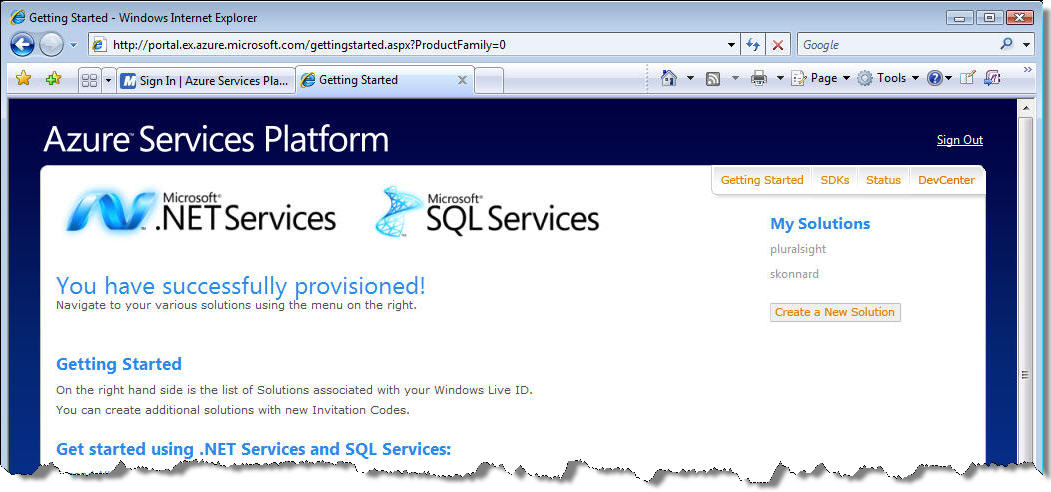 Getting Started - Windows Internet Explorer
http://portal.ex.azure.microsoft.com/gettingstarted.aspx?ProductFamily=0
Google
Sign In | Azure Services Pla...
Getting Started
Page
Tools
Azure™ Services Platform
Sign Out
Getting Started
SDKs
Status
DevCenter
Microsoft®
.NET Services
Microsoft®
SQL Services
My Solutions
pluralsight
skonnard
Create a New Solution
You have successfully provisioned!
Navigate to your various solutions using the menu on the right.
Getting Started
On the right hand side is the list of Solutions associated with your Windows Live ID.
You can create additional solutions with new Invitation Codes.
Get started using .NET Services and SQL Services: